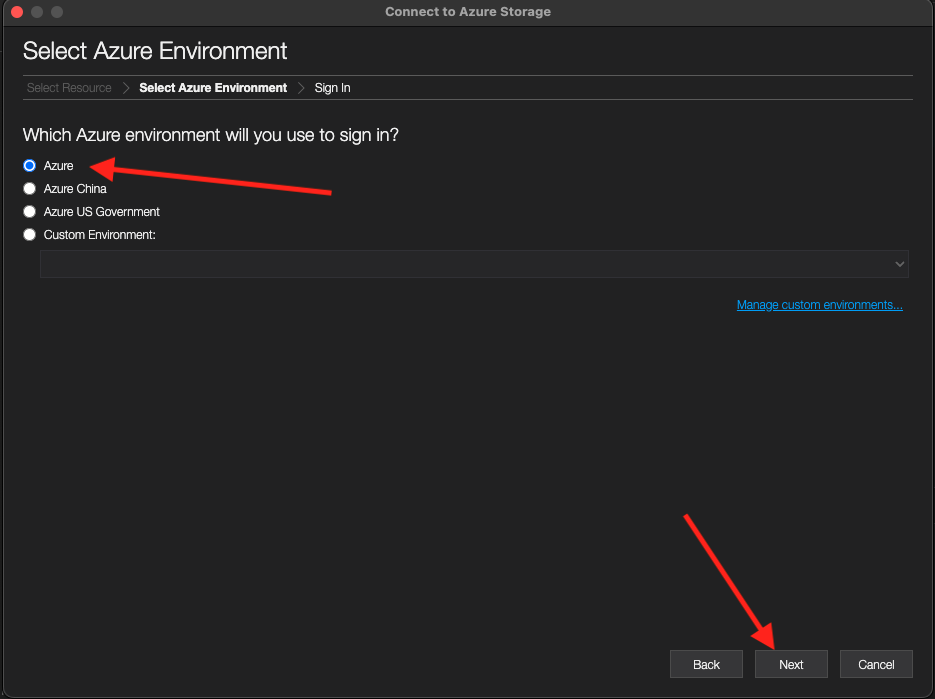 Connect to Azure Storage
Select Azure Environment
Select Resource > Select Azure Environment > Sign In
Which Azure environment will you use to sign in?
Azure
Azure China
Azure US Government
Custom Environment:
Manage custom environments...
Back Next Cancel